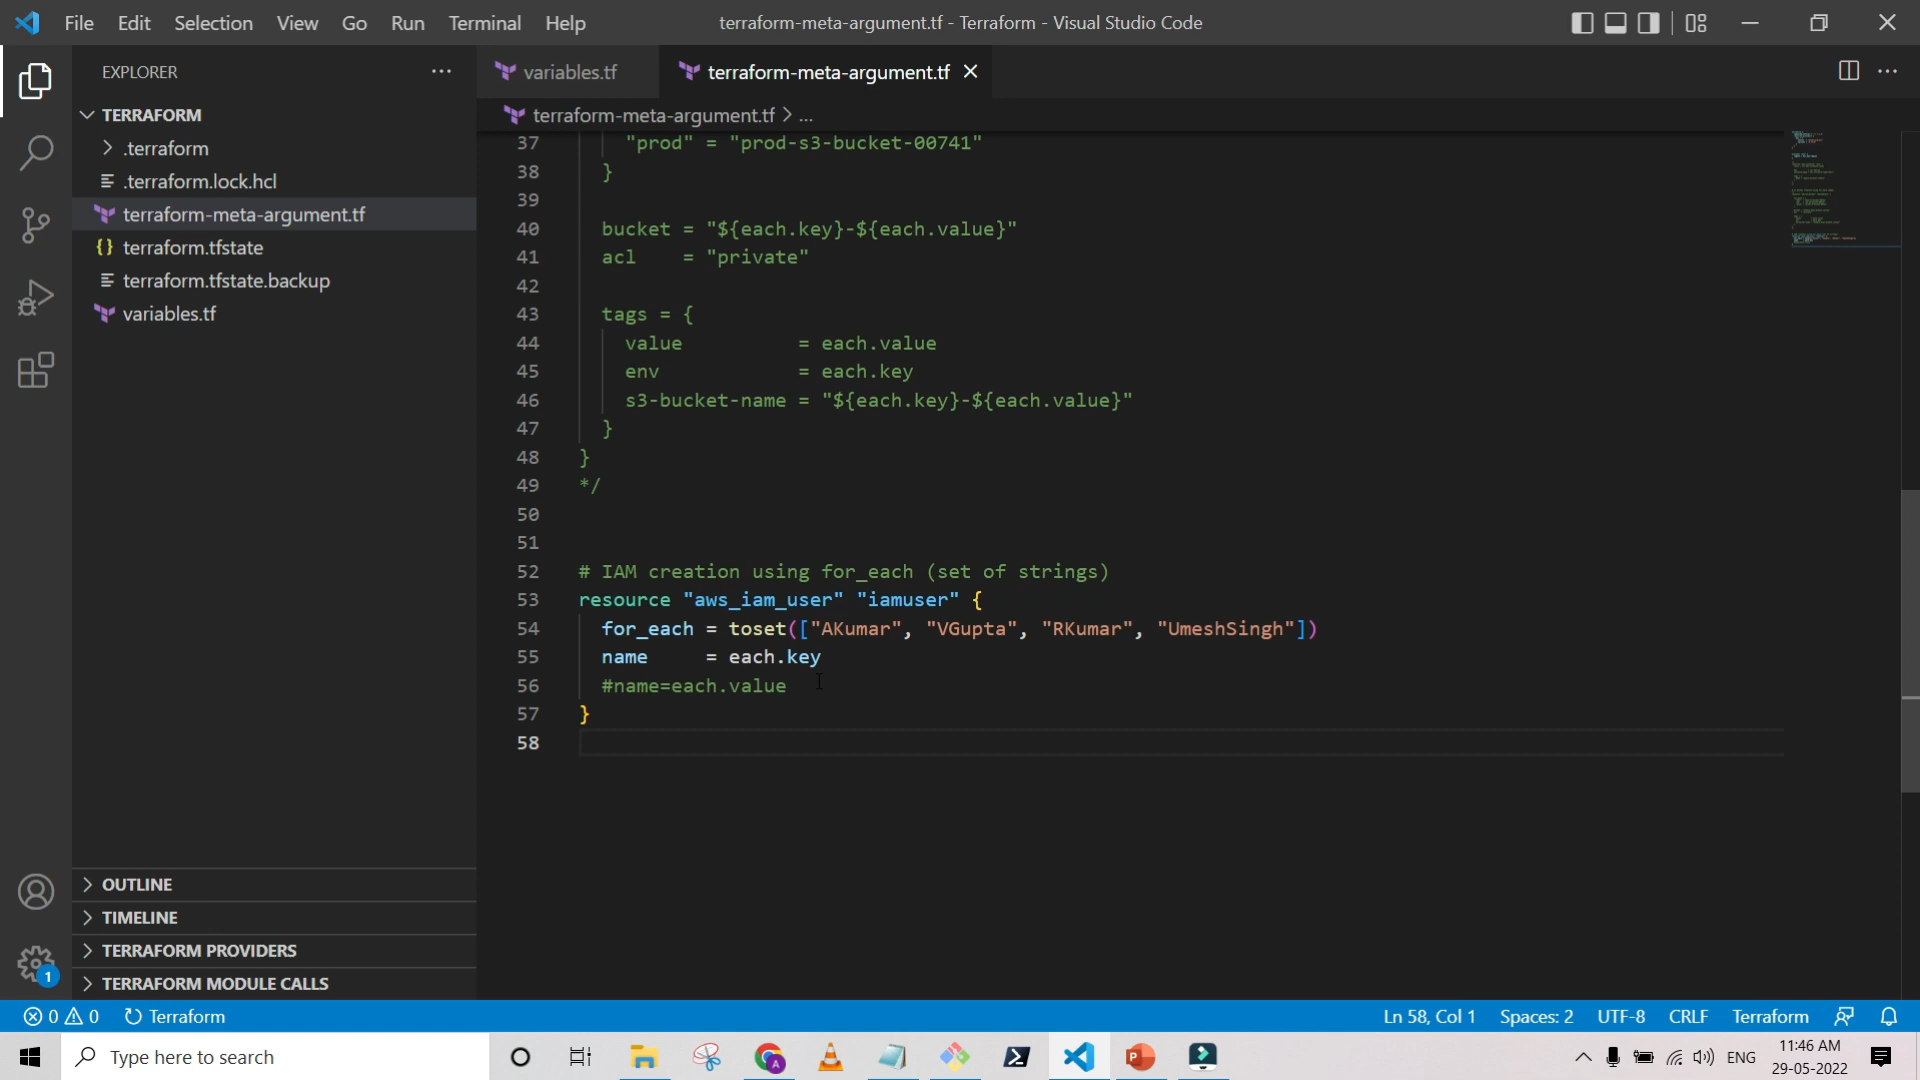 File Edit Selection View Go Run Terminal Help
terraform-meta-argument.tf - Terraform - Visual Studio Code
EXPLORER
TERRAFORM
.terraform
.terraform.lock.hcl
terraform-meta-argument.tf
terraform.tfstate
terraform.tfstate.backup
variables.tf
OUTLINE
TIMELINE
TERRAFORM PROVIDERS
TERRAFORM MODULE CALLS
variables.tf
terraform-meta-argument.tf
terraform-meta-argument.tf > ...
37 "prod" = "prod-s3-bucket-00741"
38 }
39
40 bucket = "${each.key}-${each.value}"
41 acl = "private"
42
43 tags = {
44 value = each.value
45 env = each.key
46 s3-bucket-name = "${each.key}-${each.value}"
47 }
48 }
49 */
50
51
52 # IAM creation using for_each (set of strings)
53 resource "aws_iam_user" "iamuser" {
54 for_each = toset(["AKumar", "VGupta", "RKumar", "UmeshSingh"])
55 name = each.key
56 #name=each.value
57 }
58
1
0 0 Terraform
Ln 58, Col 1 Spaces: 2 UTF-8 CRLF Terraform
Type here to search
ENG
11:46 AM
29-05-2022